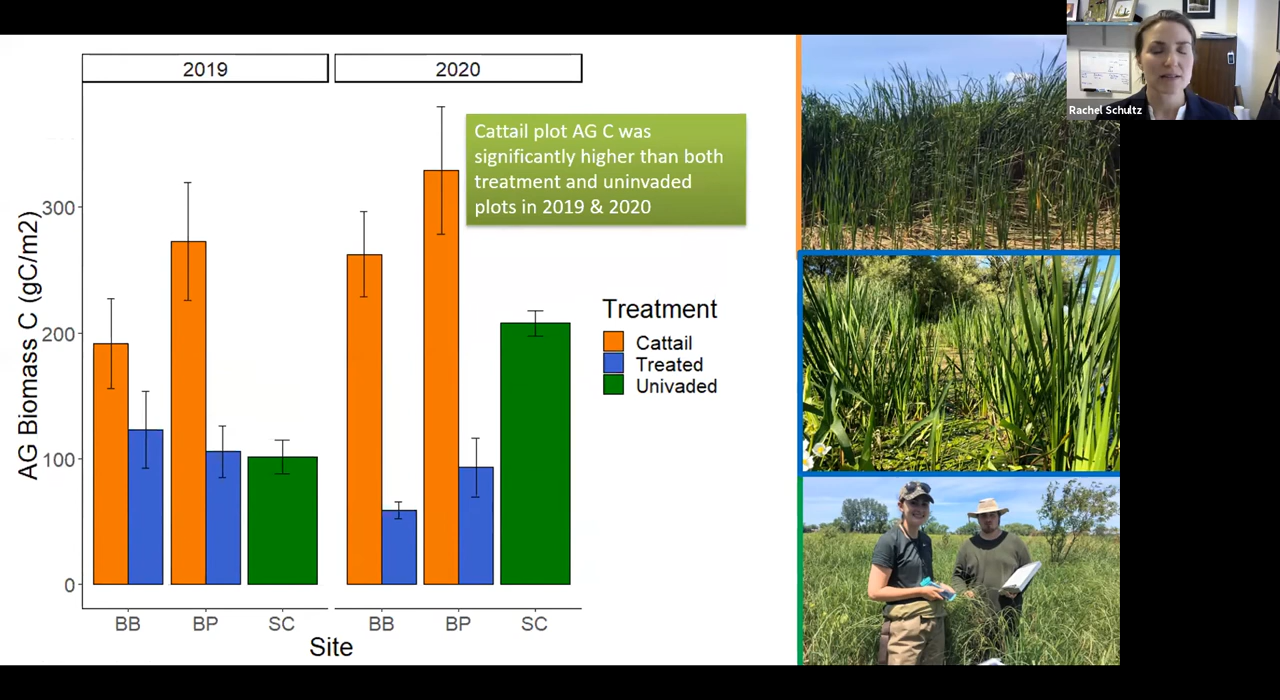 2019
2020
Cattail plot AG C was
significantly higher than both
treatment and uninvaded
plots in 2019 & 2020
AG Biomass C (gC/m2)
300
200
100
0
BB
BP
SC
BB
BP
SC
Site
Treatment
Cattail
Treated
Univaded
Rachel Schultz